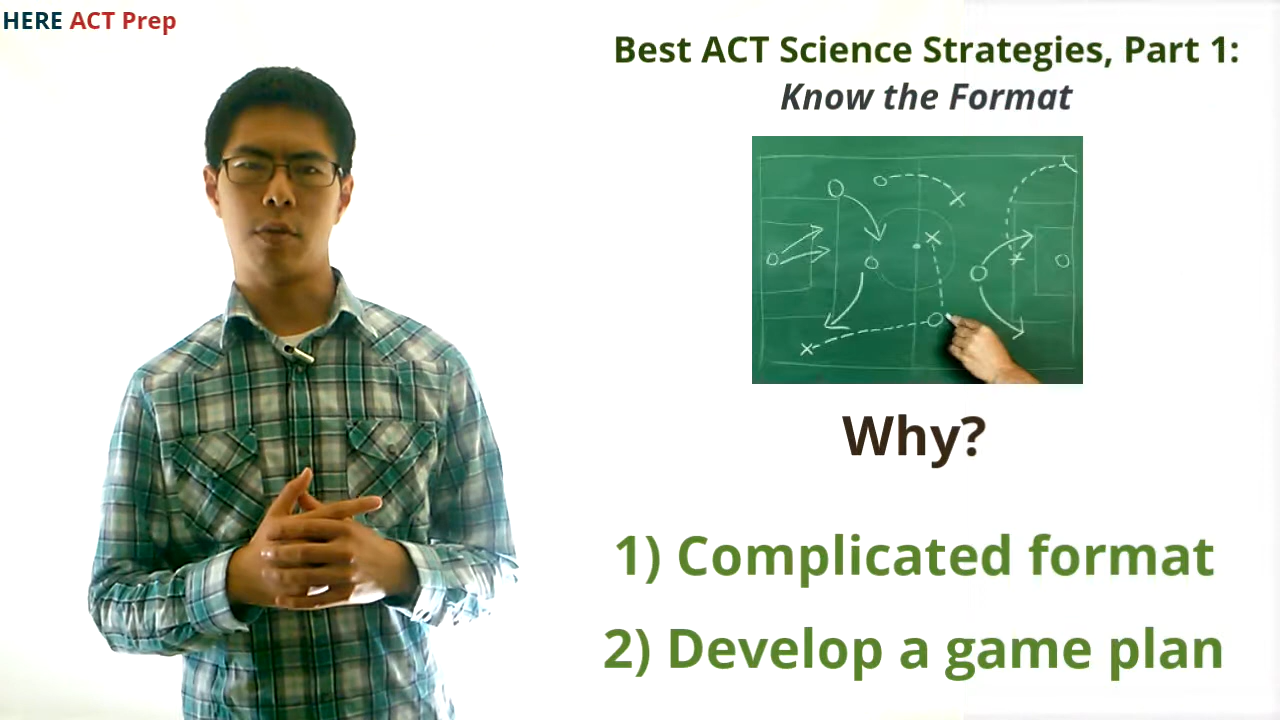 HERE ACT Prep
Best ACT Science Strategies, Part 1:
Know the Format
Why?
1) Complicated format
2) Develop a game plan